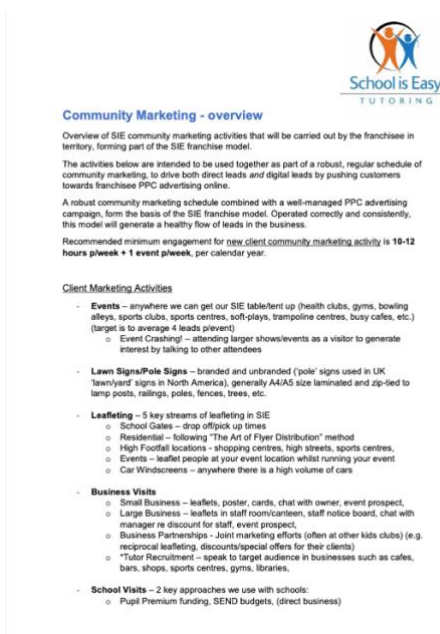 School is Easy
TUTORING
Community Marketing - overview
Overview of SIE community marketing activities that will be carried out by the franchisee in
territory, forming part of the SIE franchise model.
The activities below are intended to be used together as part of a robust, regular schedule of
community marketing, to drive both direct leads and digital leads by pushing customers
towards franchisee PPC advertising online.
A robust community marketing schedule combined with a well-managed PPC advertising
campaign, form the basis of the SIE franchise model. Operated correctly and consistently,
this model will generate a healthy flow of leads in the business.
Recommended minimum engagement for new client community marketing activity is 10-12
hours p/week + 1 event p/week, per calendar year.
Client Marketing Activities
- Events – anywhere we can get our SIE table/tent up (health clubs, gyms, bowling
alleys, sports clubs, sports centres, soft-plays, trampoline centres, busy cafes, etc.)
(target is to average 4 leads p/event)
o Event Crashing! – attending larger shows/events as a visitor to generate
interest by talking to other attendees
- Lawn Signs/Pole Signs – branded and unbranded ('pole' signs used in UK
'lawn/yard' signs in North America), generally A4/A5 size laminated and zip-tied to
lamp posts, railings, poles, fences, trees, etc.
- Leafleting – 5 key streams of leafleting in SIE
o School Gates – drop off/pick up times
o Residential – following "The Art of Flyer Distribution" method
o High Footfall locations - shopping centres, high streets, sports centres,
o Events – leaflet people at your event location whilst running your event
o Car Windscreens – anywhere there is a high volume of cars
- Business Visits
o Small Business – leaflets, poster, cards, chat with owner, event prospect,
o Large Business – leaflets in staff room/canteen, staff notice board, chat with
manager re discount for staff, event prospect,
o Business Partnerships - Joint marketing efforts (often at other kids clubs) (e.g.
reciprocal leafleting, discounts/special offers for their clients)
o *Tutor Recruitment – speak to target audience in businesses such as cafes,
bars, shops, sports centres, gyms, libraries,
- School Visits – 2 key approaches we use with schools:
o Pupil Premium funding, SEND budgets, (direct business)